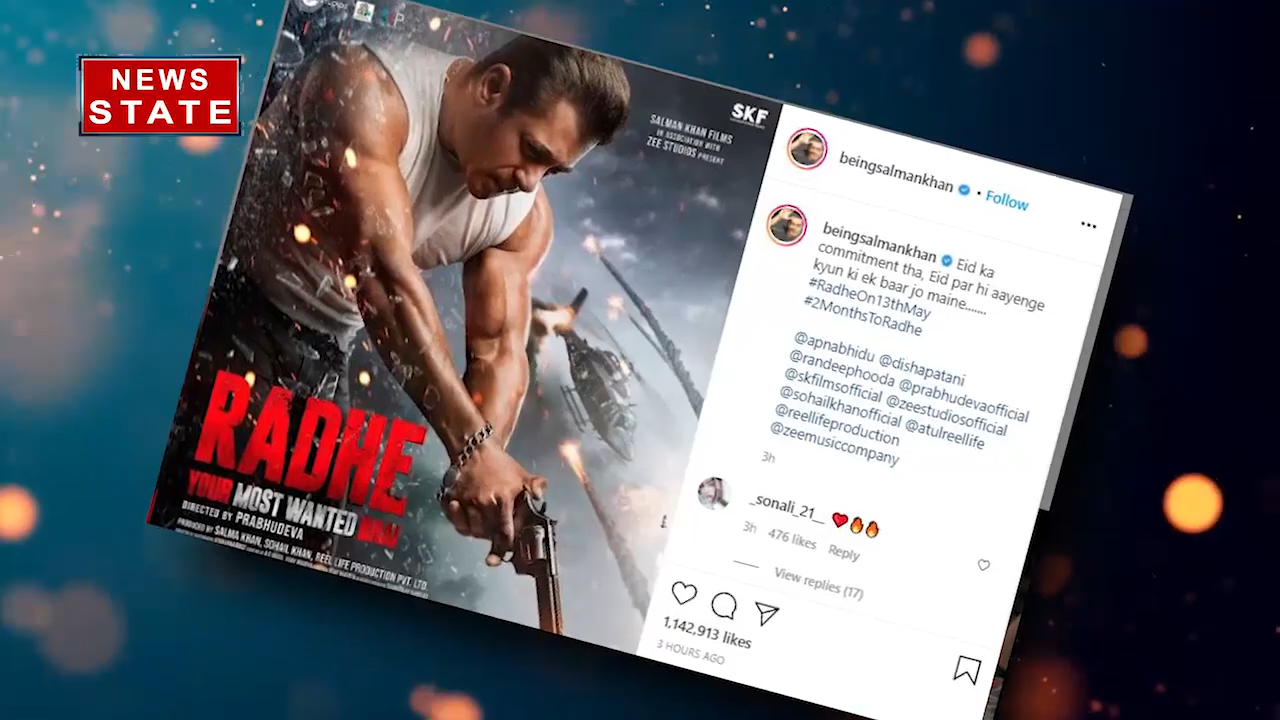 NEWS
STATE
SKF
SALMAN KHAN FILMS
IN ASSOCIATION WITH
ZEE STUDIOS PRESENT
RADHE
YOUR MOST WANTED BHAI
DIRECTED BY PRABHUDEVA
PRODUCED BY SALMA KHAN, SOHAIL KHAN, REEL LIFE PRODUCTION PVT. LTD.
beingsalmankhan • Follow
beingsalmankhan Eid ka
commitment tha, Eid par hi aayenge
kyun ki ek baar jo maine.......
#RadheOn13thMay
#2MonthsToRadhe
@apnabhidu @dishapatani
@randeephooda @prabhudevaofficial
@skfilmsofficial @zeestudiosofficial
@sohailkhanofficial @atulreellife
@reellifeproduction
@zeemusiccompany
3h
_sonali_21__ ❤️🔥🔥
3h 476 likes Reply
View replies (17)
1,142,913 likes
3 HOURS AGO